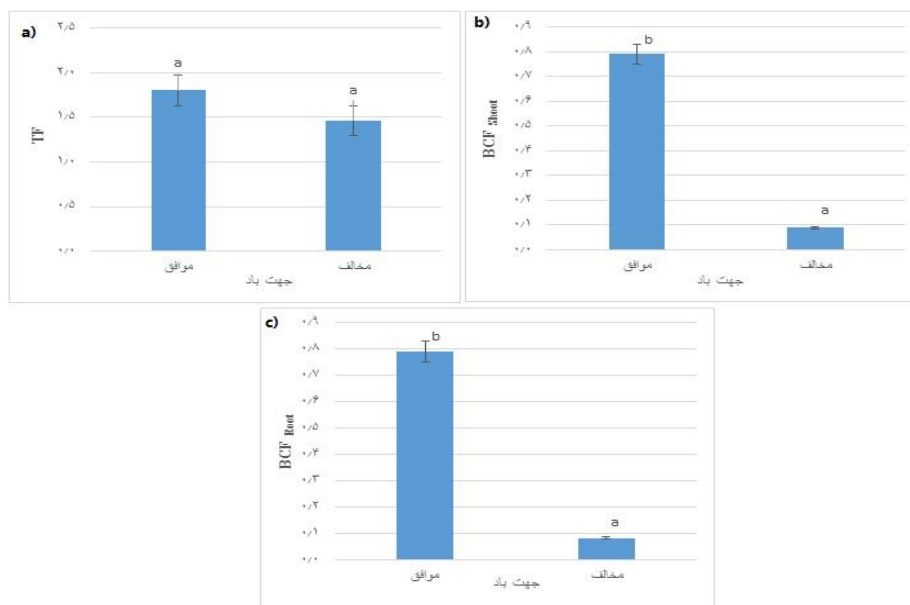 a)
۲٫۵
۲٫۰
۱٫۵
۱٫۰
۰٫۵
۰٫۰
TF
a
a
موافق
مخالف
جهت باد
b)
۰٫۹
۰٫۸
۰٫۷
۰٫۶
۰٫۵
۰٫۴
۰٫۳
۰٫۲
۰٫۱
۰٫۰
BCF Shoot
b
a
موافق
مخالف
جهت باد
c)
۰٫۹
۰٫۸
۰٫۷
۰٫۶
۰٫۵
۰٫۴
۰٫۳
۰٫۲
۰٫۱
۰٫۰
BCF Root
b
a
موافق
مخالف
جهت باد